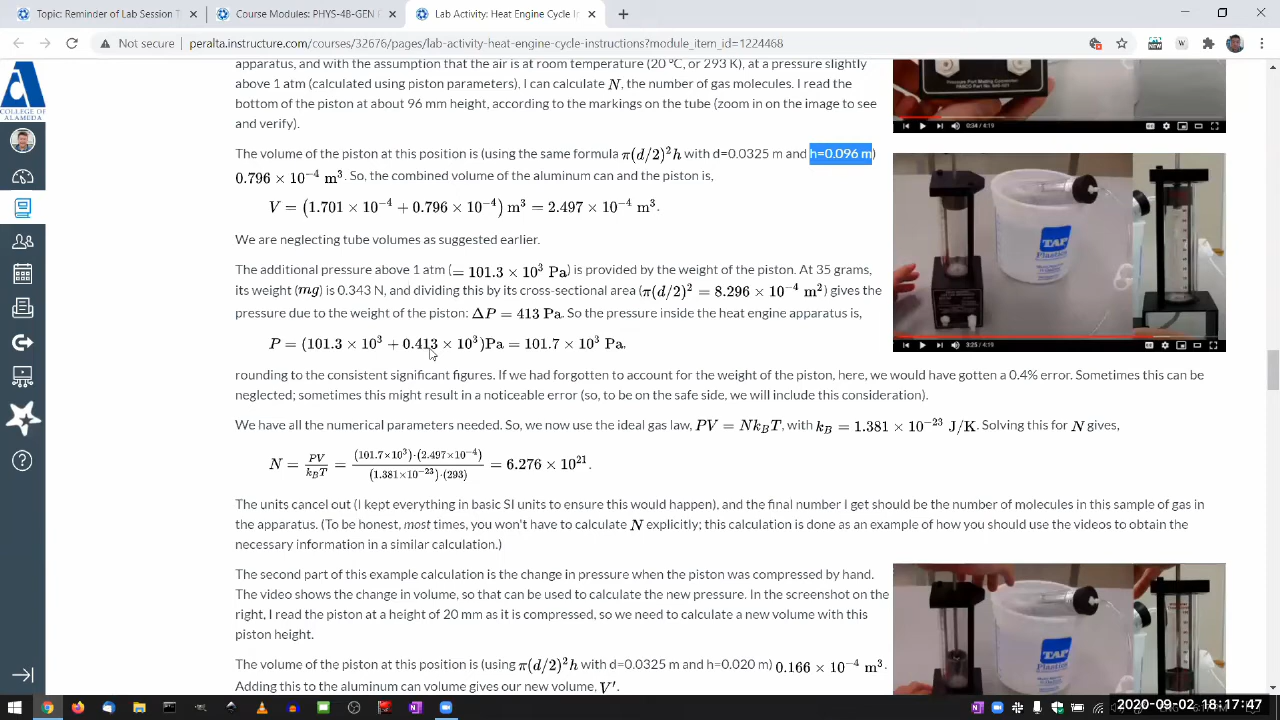 Topic: Temperature
PHYS-4B-GEN
Lab Activity: Heat Engine Cycle I
Not secure | peralta.instructure.com/courses/32676/pages/lab-activity-heat-engine-cycle-instructions?module_item_id=1224468
COLLEGE OF
ALAMEDA
apparatus, and with the assumption that the air is at room temperature (20 °C, or 293 K), at a pressure slightly
above 1 atm (calculated using piston parameters), I can calculate N, the number of gas molecules. I read the
bottom of the piston at about 96 mm height, according to the markings on the tube (zoom in on the image to see
and verify).
0:34 / 4:19
The volume of the piston at this position is (using the same formula π(d/2)²h with d=0.0325 m and h=0.096 m)
0.796 × 10⁻⁴ m³. So, the combined volume of the aluminum can and the piston is,
V = (1.701 × 10⁻⁴ + 0.796 × 10⁻⁴) m³ = 2.497 × 10⁻⁴ m³.
We are neglecting tube volumes as suggested earlier.
The additional pressure above 1 atm (= 101.3 × 10³ Pa) is provided by the weight of the piston. At 35 grams,
its weight (mg) is 0.343 N, and dividing this by its cross-sectional area (π(d/2)² = 8.296 × 10⁻⁴ m²) gives the
pressure due to the weight of the piston: ΔP = 413 Pa. So the pressure inside the heat engine apparatus is,
P = (101.3 × 10³ + 0.413 × 10³)Pa = 101.7 × 10³ Pa,
TAP
Plastics
3:25 / 4:19
rounding to the consistent significant figures. If we had forgotten to account for the weight of the piston, here, we would have gotten a 0.4% error. Sometimes this can be
neglected; sometimes this might result in a noticeable error (so, to be on the safe side, we will include this consideration).
We have all the numerical parameters needed. So, we now use the ideal gas law, PV = Nk_BT, with k_B = 1.381 × 10⁻²³ J/K. Solving this for N gives,
N = PV/k_BT = (101.7×10³)·(2.497×10⁻⁴)/(1.381×10⁻²³)·(293) = 6.276 × 10²¹.
The units cancel out (I kept everything in basic SI units to ensure this would happen), and the final number I get should be the number of molecules in this sample of gas in
the apparatus. (To be honest, most times, you won't have to calculate N explicitly; this calculation is done as an example of how you should use the videos to obtain the
necessary information in a similar calculation.)
The second part of this example calculation is the change in pressure when the piston was compressed by hand.
The video shows the change in volume, so that can be used to calculate the new pressure. In the screenshot on the
right, I read the piston at a height of 20 mm as it is compressed, so we need to calculate a new volume with this
piston height.
TAP
Plastics
The volume of the piston at this position is (using π(d/2)²h with d=0.0325 m and h=0.020 m) 0.166 × 10⁻⁴ m³.
Adding this to the aluminum can volume gives our new volume, V′.
2020-09-02 18:17:47